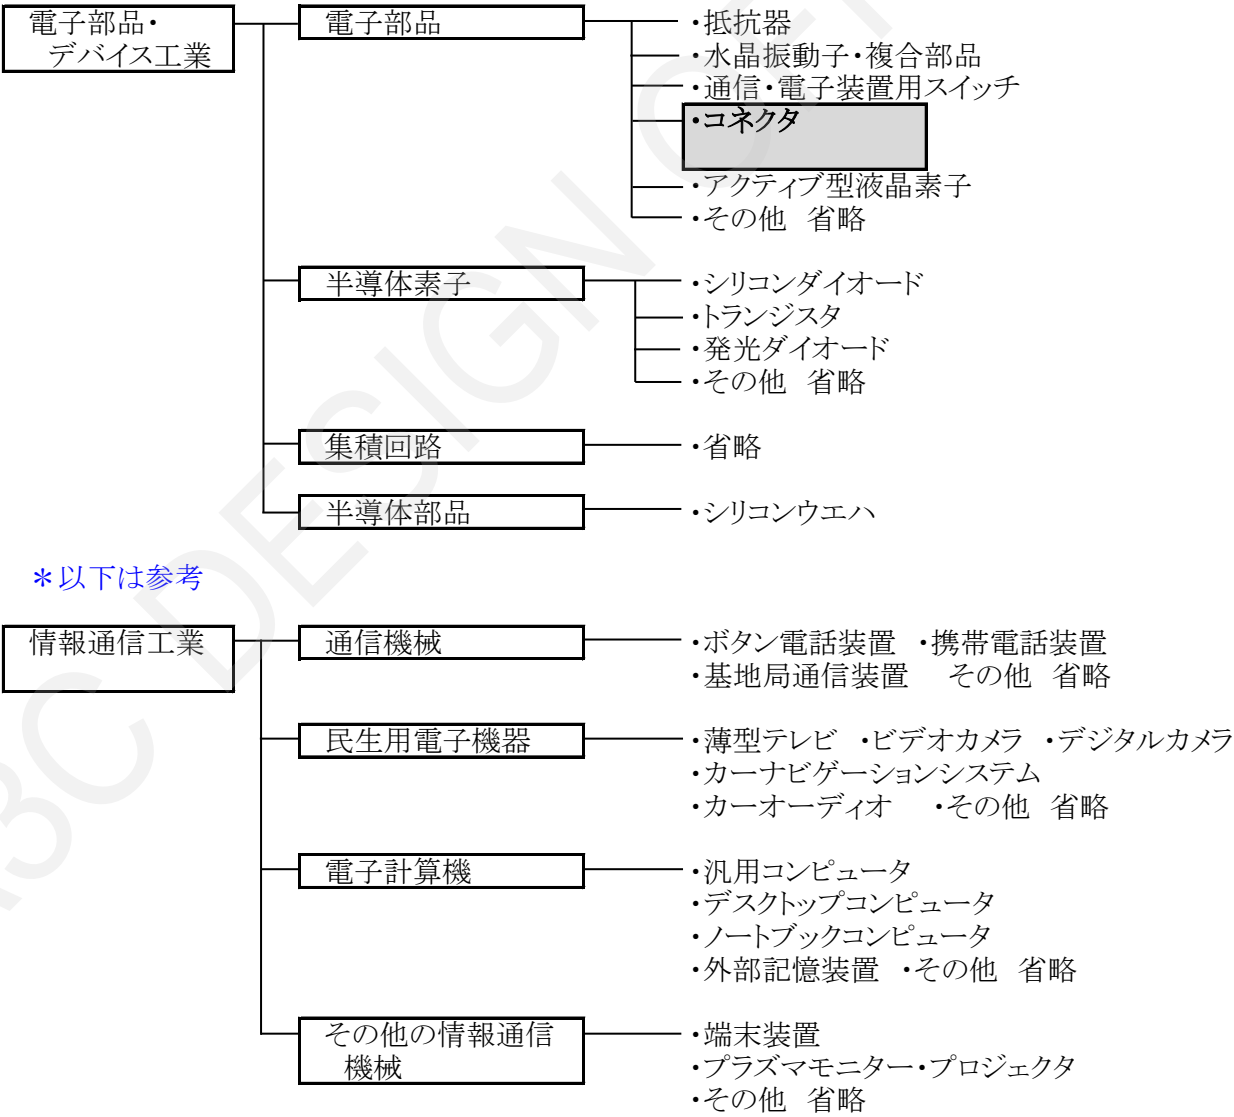 電子部品・
デバイス工業
電子部品
・抵抗器
・水晶振動子・複合部品
・通信・電子装置用スイッチ
・コネクタ
・アクティブ型液晶素子
・その他　省略
半導体素子
・シリコンダイオード
・トランジスタ
・発光ダイオード
・その他　省略
集積回路
・省略
半導体部品
・シリコンウエハ
＊以下は参考
情報通信工業
通信機械
・ボタン電話装置　・携帯電話装置
・基地局通信装置　　その他　省略
民生用電子機器
・薄型テレビ　・ビデオカメラ　・デジタルカメラ
・カーナビゲーションシステム
・カーオーディオ　　・その他　省略
電子計算機
・汎用コンピュータ
・デスクトップコンピュータ
・ノートブックコンピュータ
・外部記憶装置　・その他　省略
その他の情報通信
機械
・端末装置
・プラズマモニター・プロジェクタ
・その他　省略